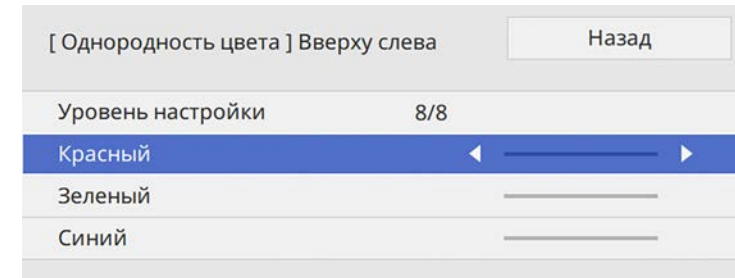 [ Однородность цвета ] Вверху слева
Назад
Уровень настройки 8/8
Красный
Зеленый
Синий